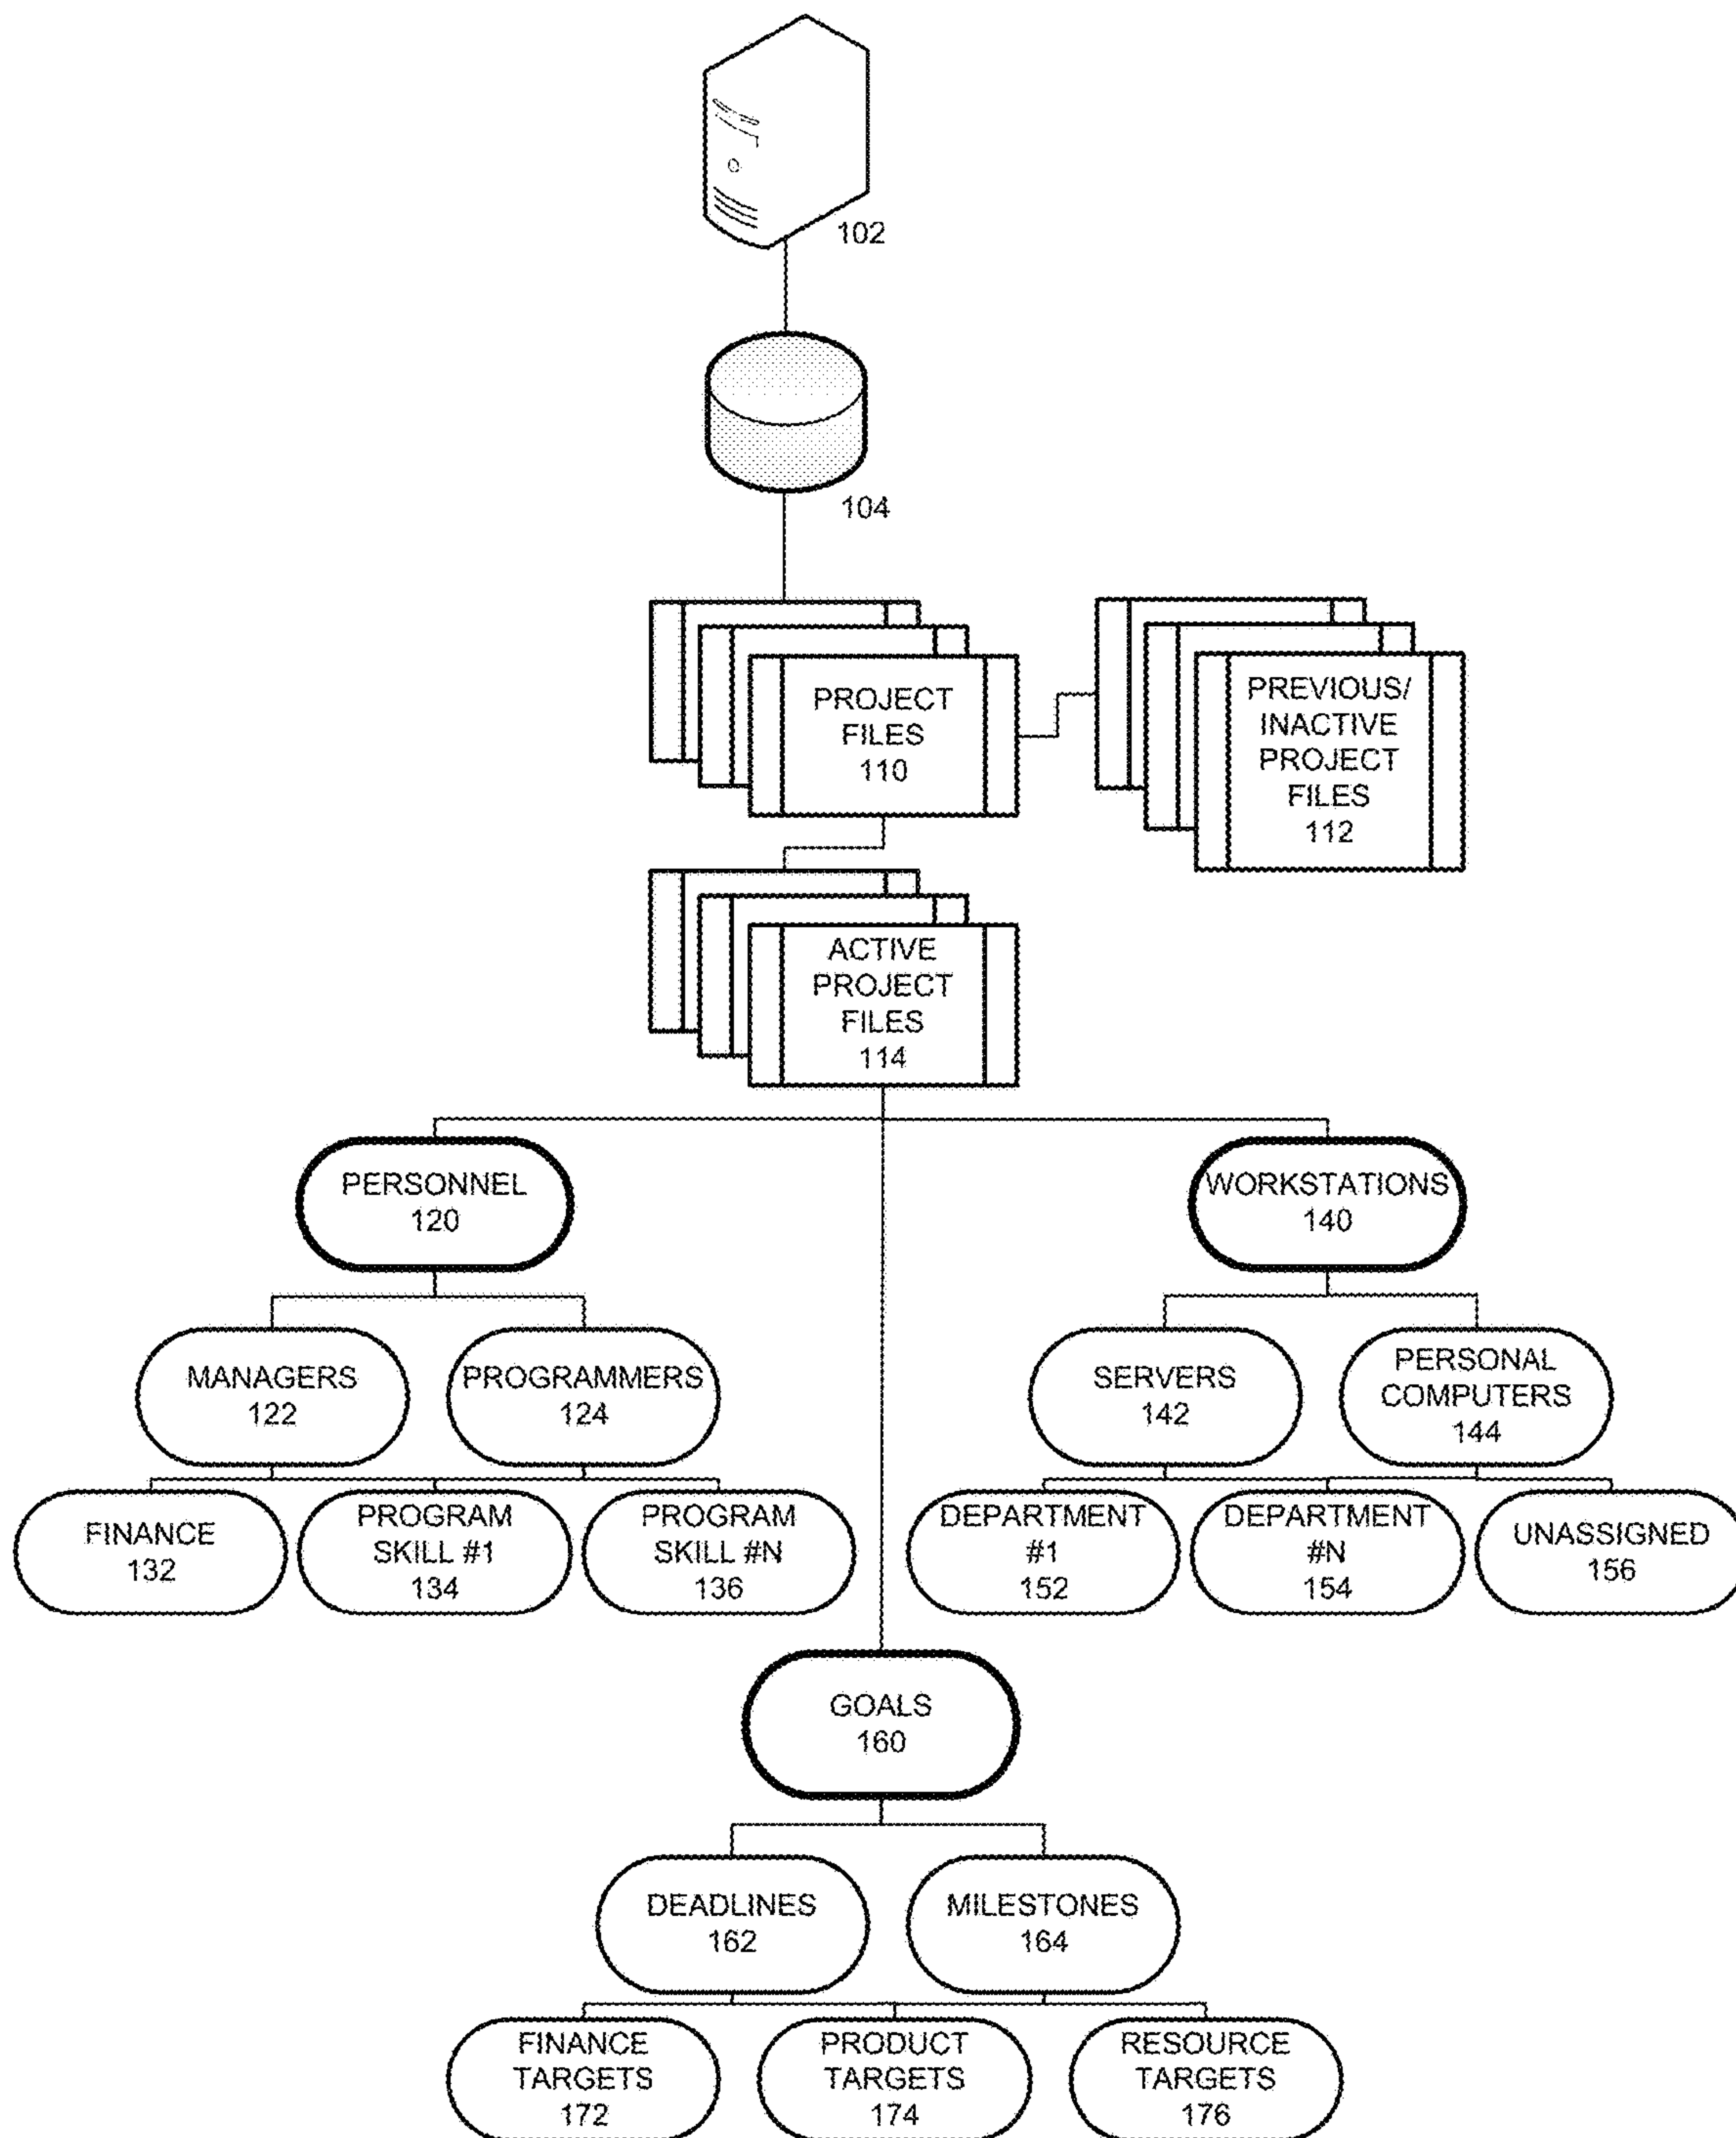 102
104
PROJECT
FILES
110
PREVIOUS/
INACTIVE
PROJECT
FILES
112
ACTIVE
PROJECT
FILES
114
PERSONNEL
120
WORKSTATIONS
140
MANAGERS
122
PROGRAMMERS
124
SERVERS
142
PERSONAL
COMPUTERS
144
FINANCE
132
PROGRAM
SKILL #1
134
PROGRAM
SKILL #N
136
DEPARTMENT
#1
152
DEPARTMENT
#N
154
UNASSIGNED
156
GOALS
160
DEADLINES
162
MILESTONES
164
FINANCE
TARGETS
172
PRODUCT
TARGETS
174
RESOURCE
TARGETS
176